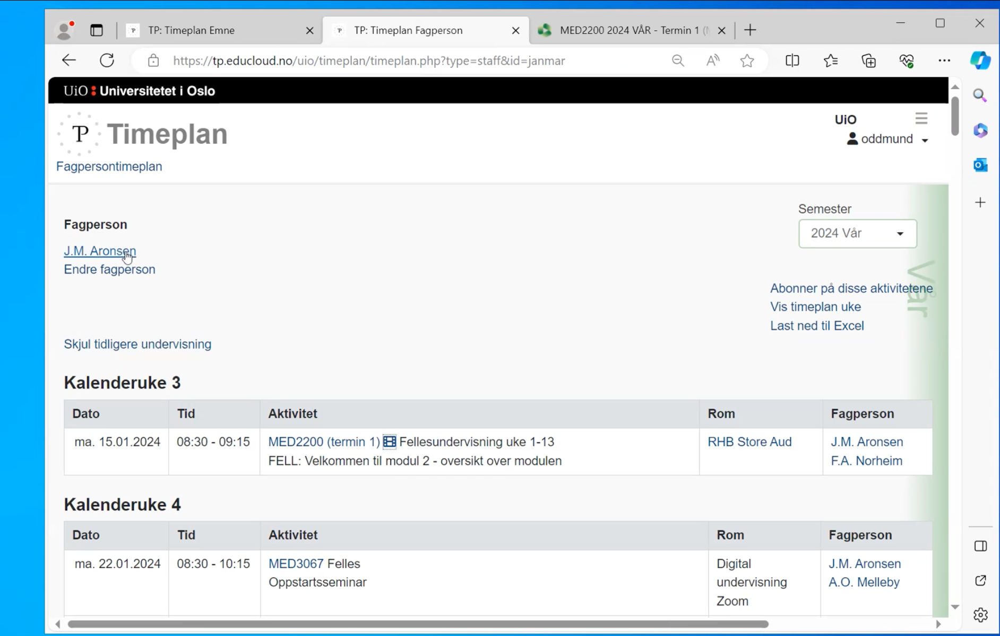 TP: Timeplan Emne
TP: Timeplan Fagperson
MED2200 2024 VÅR - Termin 1
https://tp.educloud.no/uio/timeplan/timeplan.php?type=staff&id=janmar
UiO : Universitetet i Oslo
TP Timeplan
UiO
oddmund
Fagpersontimeplan
Semester
2024 Vår
Fagperson
J.M. Aronsen
Endre fagperson
Vår
Abonner på disse aktivitetene
Vis timeplan uke
Last ned til Excel
Skjul tidligere undervisning
Kalenderuke 3
Dato Tid Aktivitet Rom Fagperson
ma. 15.01.2024 08:30 - 09:15 MED2200 (termin 1) Fellesundervisning uke 1-13 RHB Store Aud J.M. Aronsen
FELL: Velkommen til modul 2 - oversikt over modulen F.A. Norheim
Kalenderuke 4
Dato Tid Aktivitet Rom Fagperson
ma. 22.01.2024 08:30 - 10:15 MED3067 Felles Digital J.M. Aronsen
Oppstartsseminar undervisning A.O. Melleby
Zoom